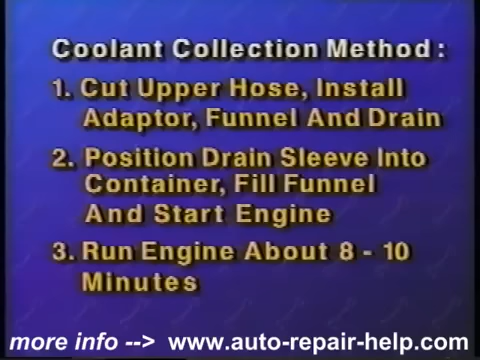 Coolant Collection Method :
1. Cut Upper Hose, Install
Adaptor, Funnel And Drain
2. Position Drain Sleeve Into
Container, Fill Funnel
And Start Engine
3. Run Engine About 8 - 10
Minutes
more info --> www.auto-repair-help.com